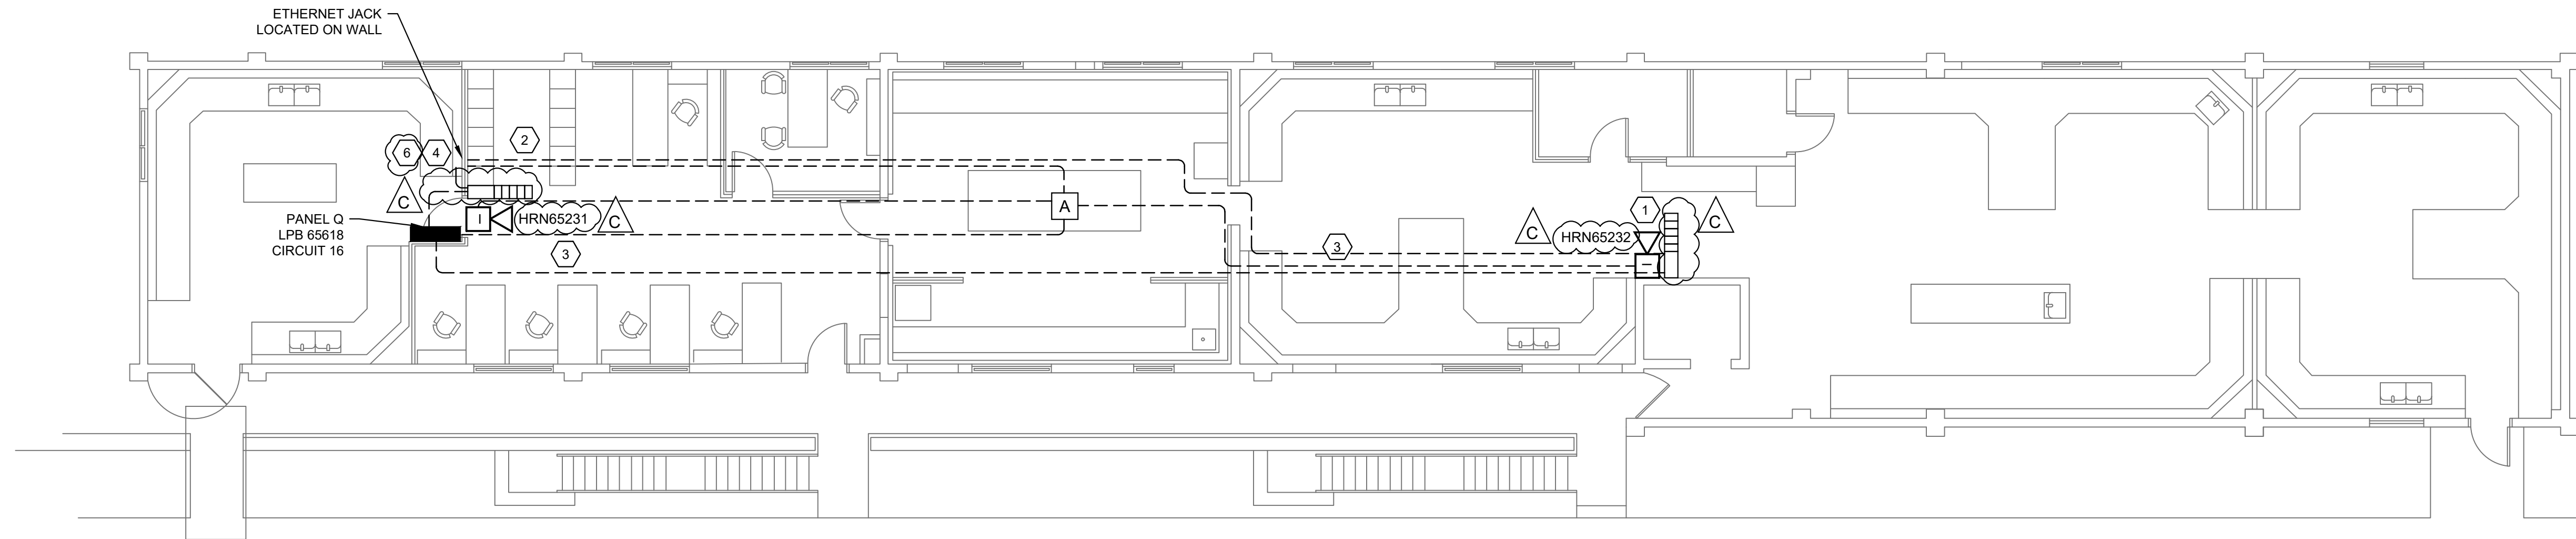 ETHERNET JACK
LOCATED ON WALL
2
6
4
C
I
HRN65231
C
A
PANEL Q
LPB 65618
CIRCUIT 16
3
3
C
HRN65232
1
C
I